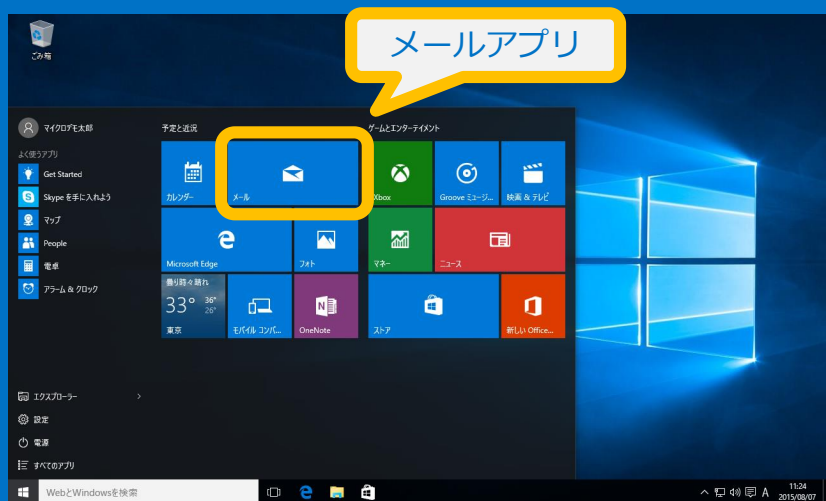 メールアプリ
ごみ箱
マイクロデモ太郎
よく使うアプリ
Get Started
Skype を手に入れよう
マップ
People
電卓
アラーム & クロック
エクスプローラー
設定
電源
すべてのアプリ
予定と近況
カレンダー
メール
Microsoft Edge
フォト
曇り時々晴れ
33° 36°
26°
東京
モバイル コンパ...
OneNote
ゲームとエンターテイメント
Xbox
Groove ミュージ...
映画 & テレビ
マネー
ニュース
ストア
新しい Office...
WebとWindowsを検索
A
11:24
2015/08/07